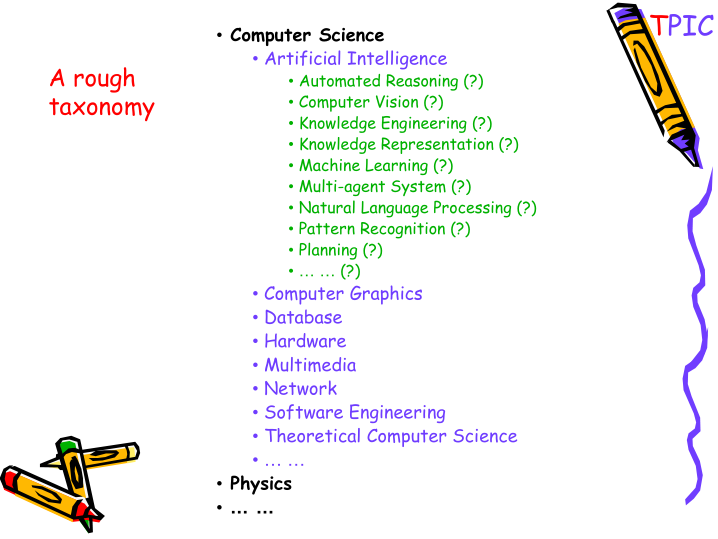 TPIC
A rough
taxonomy
• Computer Science
• Artificial Intelligence
• Automated Reasoning (?)
• Computer Vision (?)
• Knowledge Engineering (?)
• Knowledge Representation (?)
• Machine Learning (?)
• Multi-agent System (?)
• Natural Language Processing (?)
• Pattern Recognition (?)
• Planning (?)
• … … (?)
• Computer Graphics
• Database
• Hardware
• Multimedia
• Network
• Software Engineering
• Theoretical Computer Science
• … …
• Physics
• … …